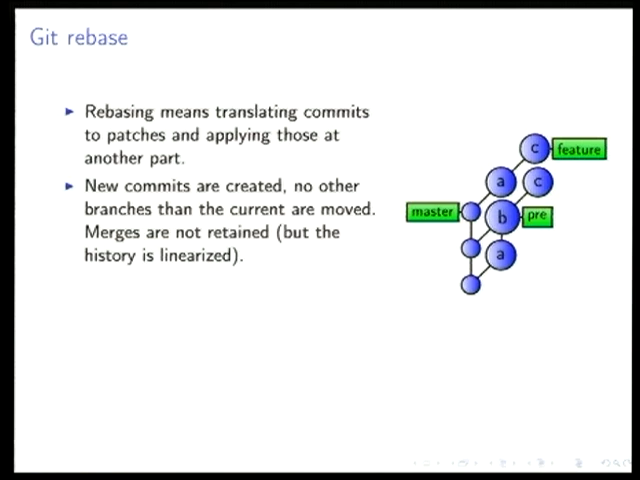 Git rebase
Rebasing means translating commits
to patches and applying those at
another part.
New commits are created, no other
branches than the current are moved.
Merges are not retained (but the
history is linearized).
c feature
a c
master b pre
a